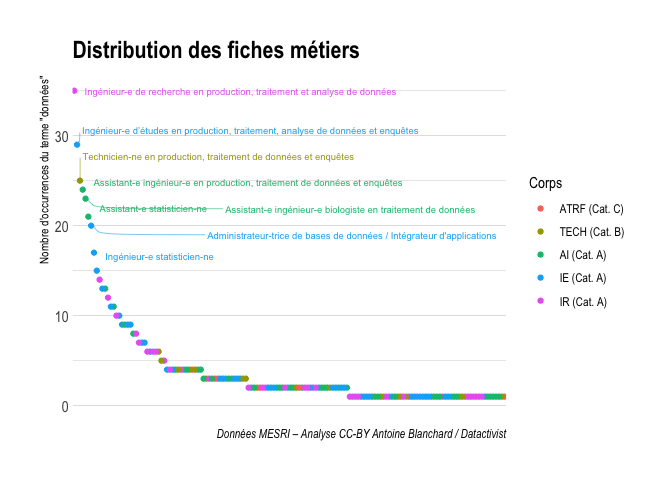 Distribution des fiches métiers
Nombre d'occurrences du terme "données"
Ingénieur-e de recherche en production, traitement et analyse de données
30
Ingénieur-e d'études en production, traitement, analyse de données et enquêtes
Technicien-ne en production, traitement de données et enquêtes
Assistant-e ingénieur-e en production, traitement de données et enquêtes
Assistant-e statisticien-ne
Assistant-e ingénieur-e biologiste en traitement de données
20
Administrateur-trice de bases de données / Intégrateur d'applications
Ingénieur-e statisticien-ne
10
0
Corps
ATRF (Cat. C)
TECH (Cat. B)
AI (Cat. A)
IE (Cat. A)
IR (Cat. A)
Données MESRI – Analyse CC-BY Antoine Blanchard / Datactivist